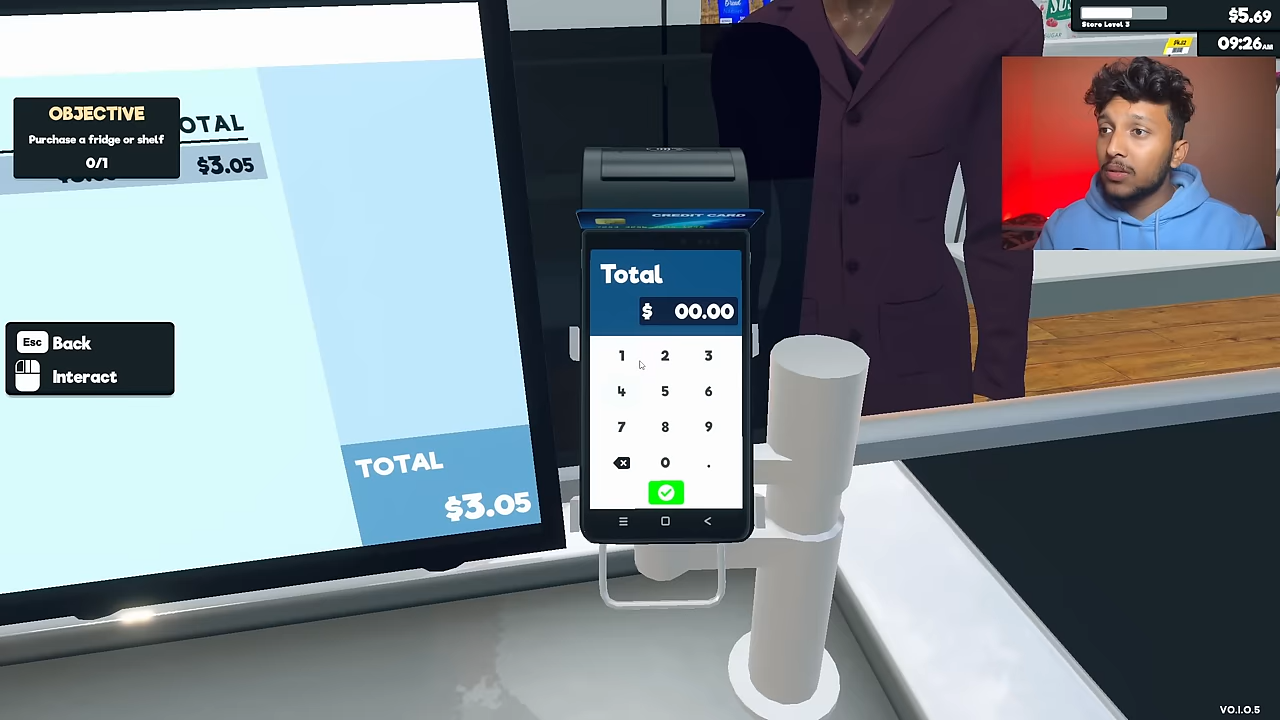 $5.69
Store Level 3
09:26AM
OBJECTIVE
Purchase a fridge or shelf
0/1
OTAL
$3.05
Esc Back
Interact
TOTAL
$3.05
CREDIT CARD
Total
$ 00.00
1 2 3
4 5 6
7 8 9
0 .
V0.1.0.5